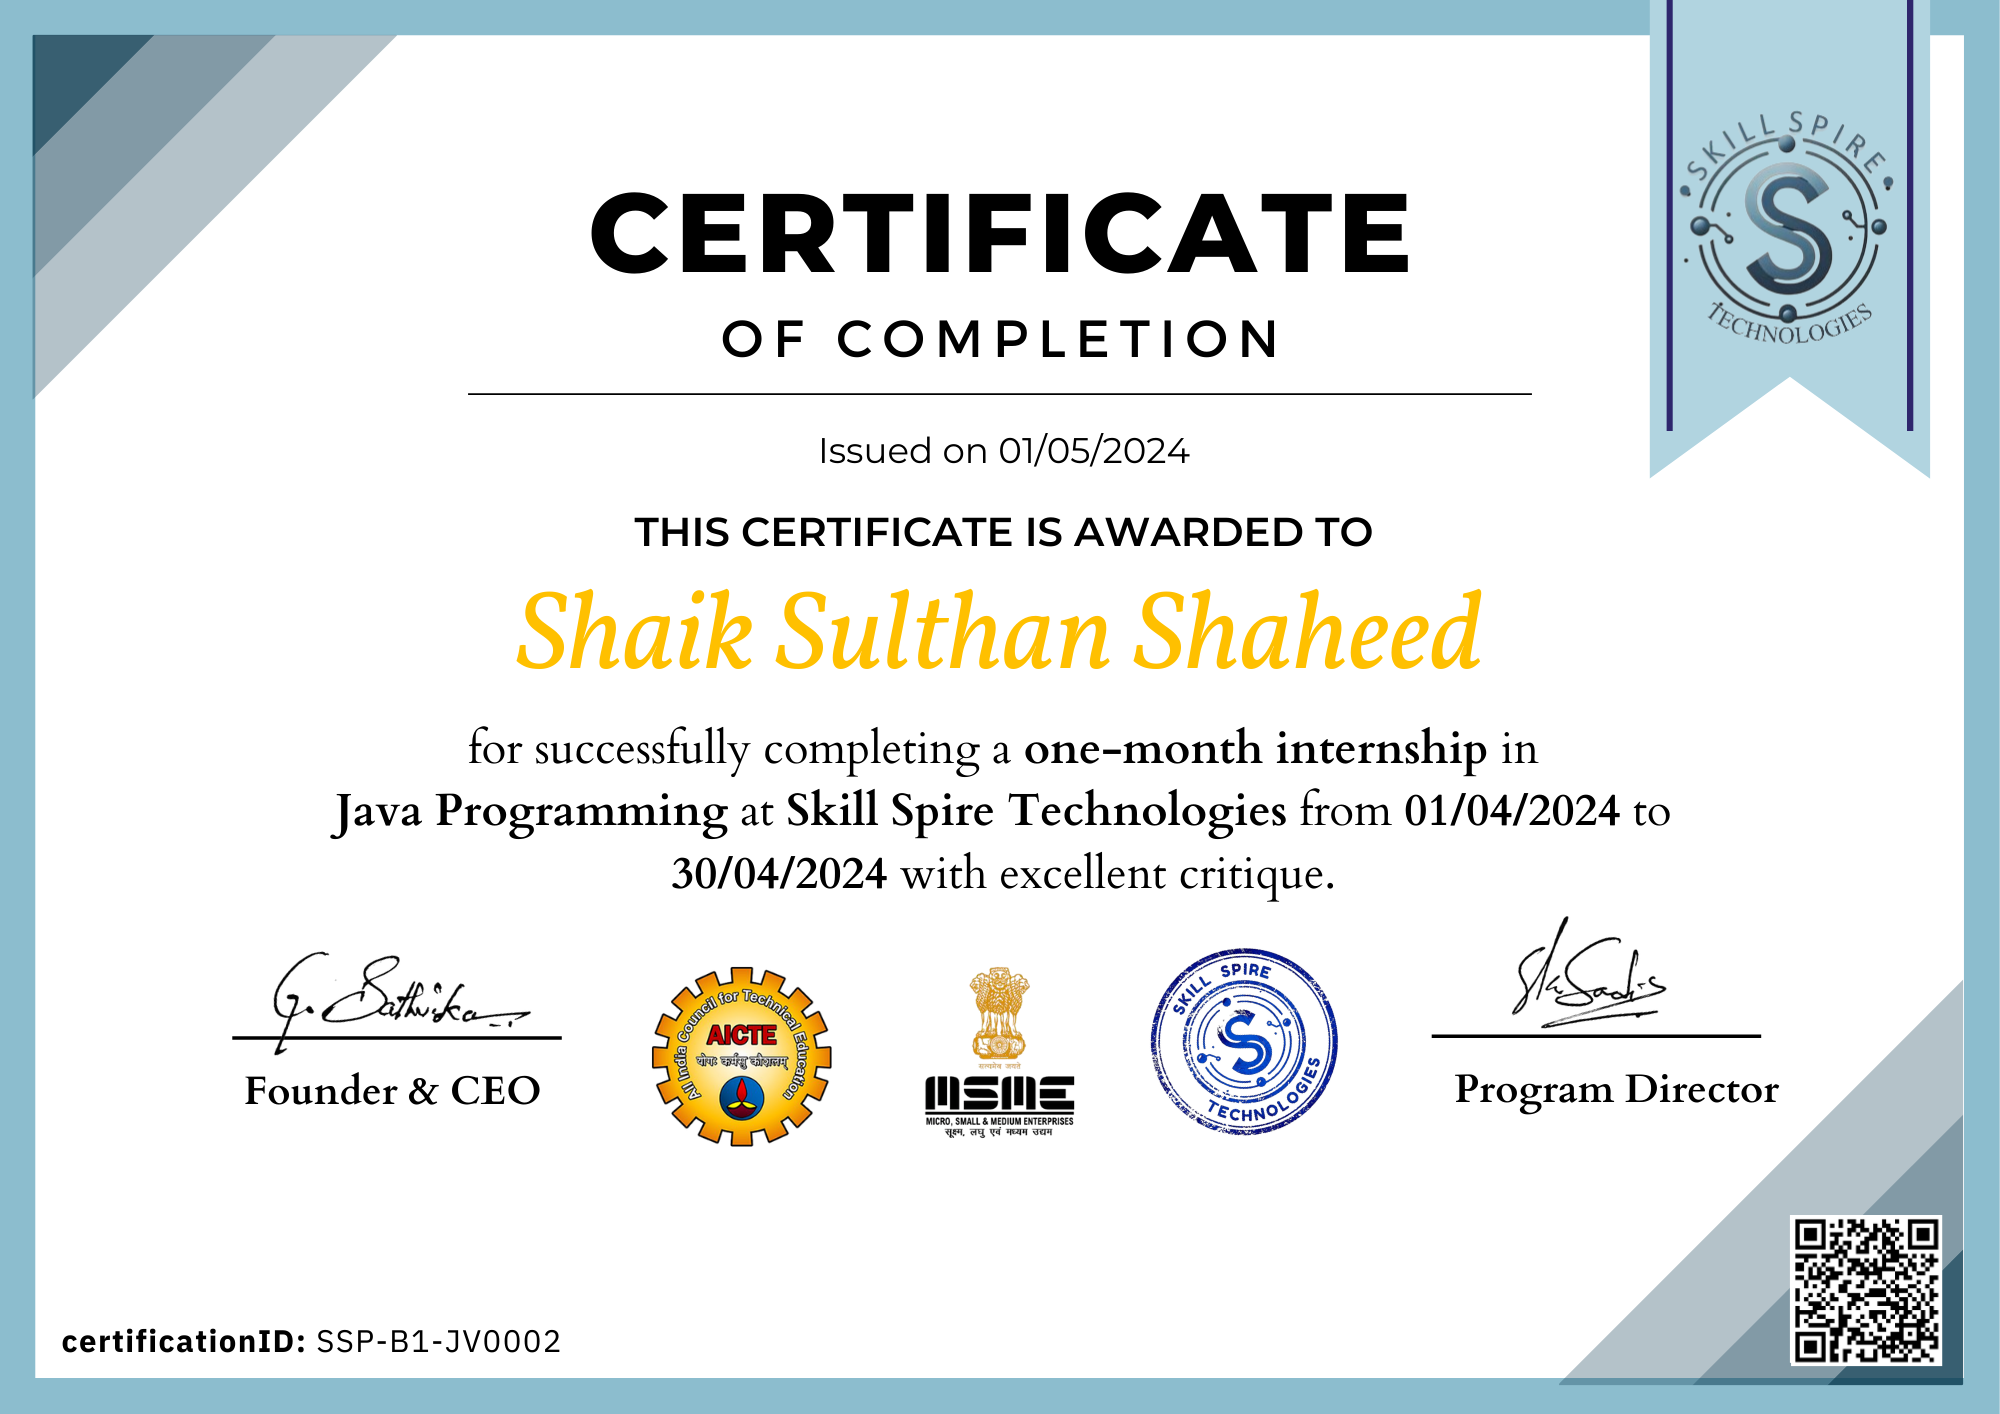 SKILL SPIRE
TECHNOLOGIES
CERTIFICATE
OF COMPLETION
Issued on 01/05/2024
THIS CERTIFICATE IS AWARDED TO
Shaik Sulthan Shaheed
for successfully completing a one-month internship in
Java Programming at Skill Spire Technologies from 01/04/2024 to
30/04/2024 with excellent critique.
G. Sathvika
Founder & CEO
All India Council for Technical Education
AICTE
योगः कर्मसु कौशलम्
सत्यमेव जयते
MSME
MICRO, SMALL & MEDIUM ENTERPRISES
सूक्ष्म, लघु एवं मध्यम उद्यम
SKILL SPIRE
TECHNOLOGIES
Program Director
certificationID: SSP-B1-JV0002